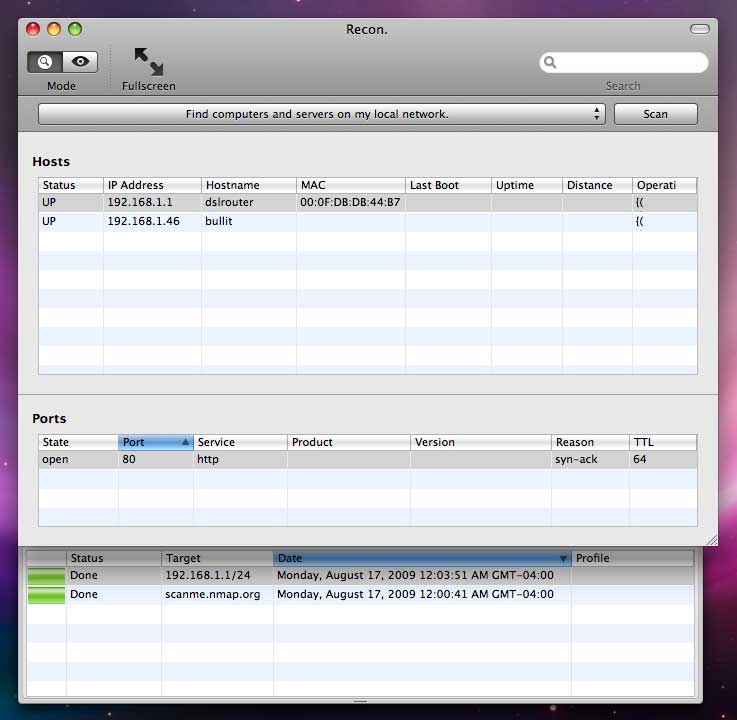 Recon.
Mode Fullscreen Search
Find computers and servers on my local network. Scan
Hosts
Status IP Address Hostname MAC Last Boot Uptime Distance Operati
UP 192.168.1.1 dslrouter 00:0F:DB:DB:44:B7 {(
UP 192.168.1.46 bullit {(
Ports
State Port Service Product Version Reason TTL
open 80 http syn-ack 64
Status Target Date Profile
Done 192.168.1.1/24 Monday, August 17, 2009 12:03:51 AM GMT-04:00
Done scanme.nmap.org Monday, August 17, 2009 12:00:41 AM GMT-04:00